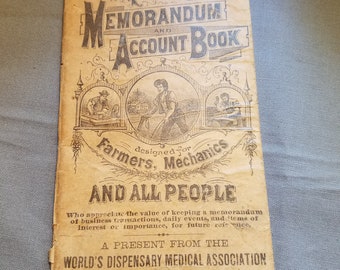 MEMORANDUM
AND
ACCOUNT BOOK
designed for
Farmers, Mechanics
AND ALL PEOPLE
Who appreciate the value of keeping a memorandum
of business transactions, daily events, and items of
interest or importance, for future reference.
A PRESENT FROM THE
WORLD'S DISPENSARY MEDICAL ASSOCIATION